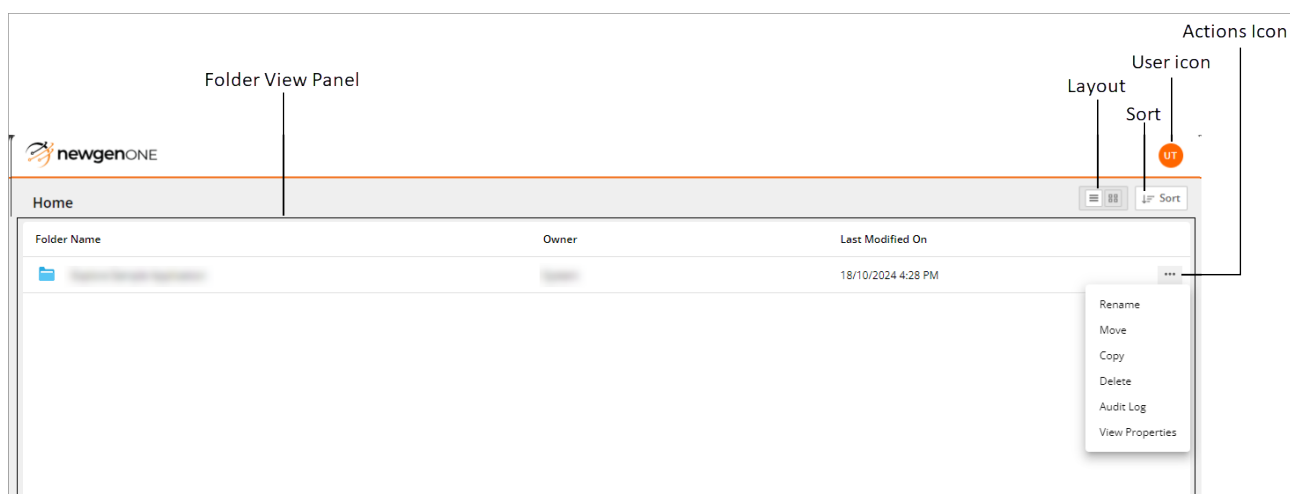 Actions Icon
User icon
Folder View Panel
Layout
Sort
newgenONE
UT
Home
Sort
Folder Name Owner Last Modified On
18/10/2024 4:28 PM
Rename
Move
Copy
Delete
Audit Log
View Properties